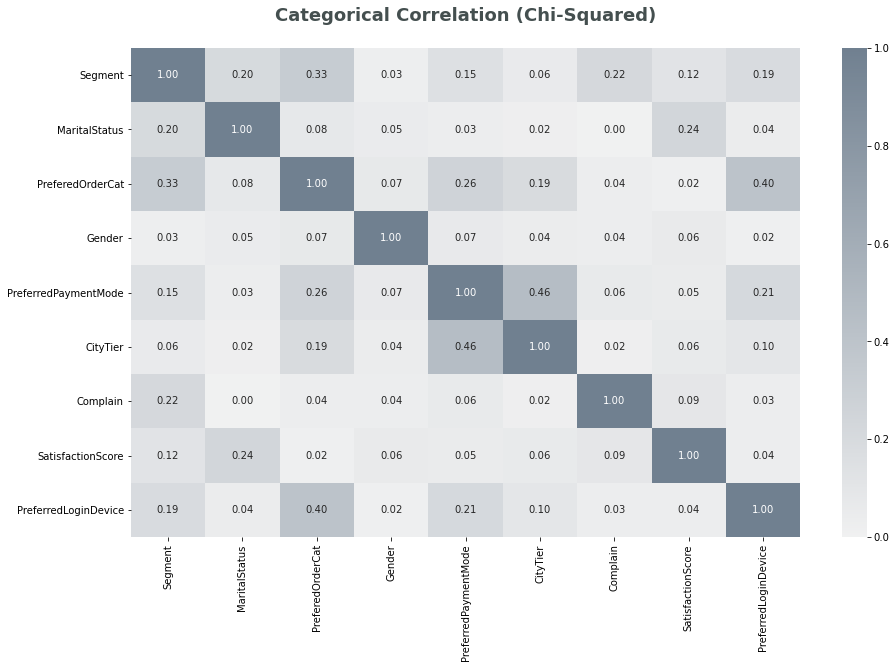 Categorical Correlation (Chi-Squared)
Segment 1.00 0.20 0.33 0.03 0.15 0.06 0.22 0.12 0.19
MaritalStatus 0.20 1.00 0.08 0.05 0.03 0.02 0.00 0.24 0.04
PreferedOrderCat 0.33 0.08 1.00 0.07 0.26 0.19 0.04 0.02 0.40
Gender 0.03 0.05 0.07 1.00 0.07 0.04 0.04 0.06 0.02
PreferredPaymentMode 0.15 0.03 0.26 0.07 1.00 0.46 0.06 0.05 0.21
CityTier 0.06 0.02 0.19 0.04 0.46 1.00 0.02 0.06 0.10
Complain 0.22 0.00 0.04 0.04 0.06 0.02 1.00 0.09 0.03
SatisfactionScore 0.12 0.24 0.02 0.06 0.05 0.06 0.09 1.00 0.04
PreferredLoginDevice 0.19 0.04 0.40 0.02 0.21 0.10 0.03 0.04 1.00
Segment
MaritalStatus
PreferedOrderCat
Gender
PreferredPaymentMode
CityTier
Complain
SatisfactionScore
PreferredLoginDevice
1.0
0.8
0.6
0.4
0.2
0.0